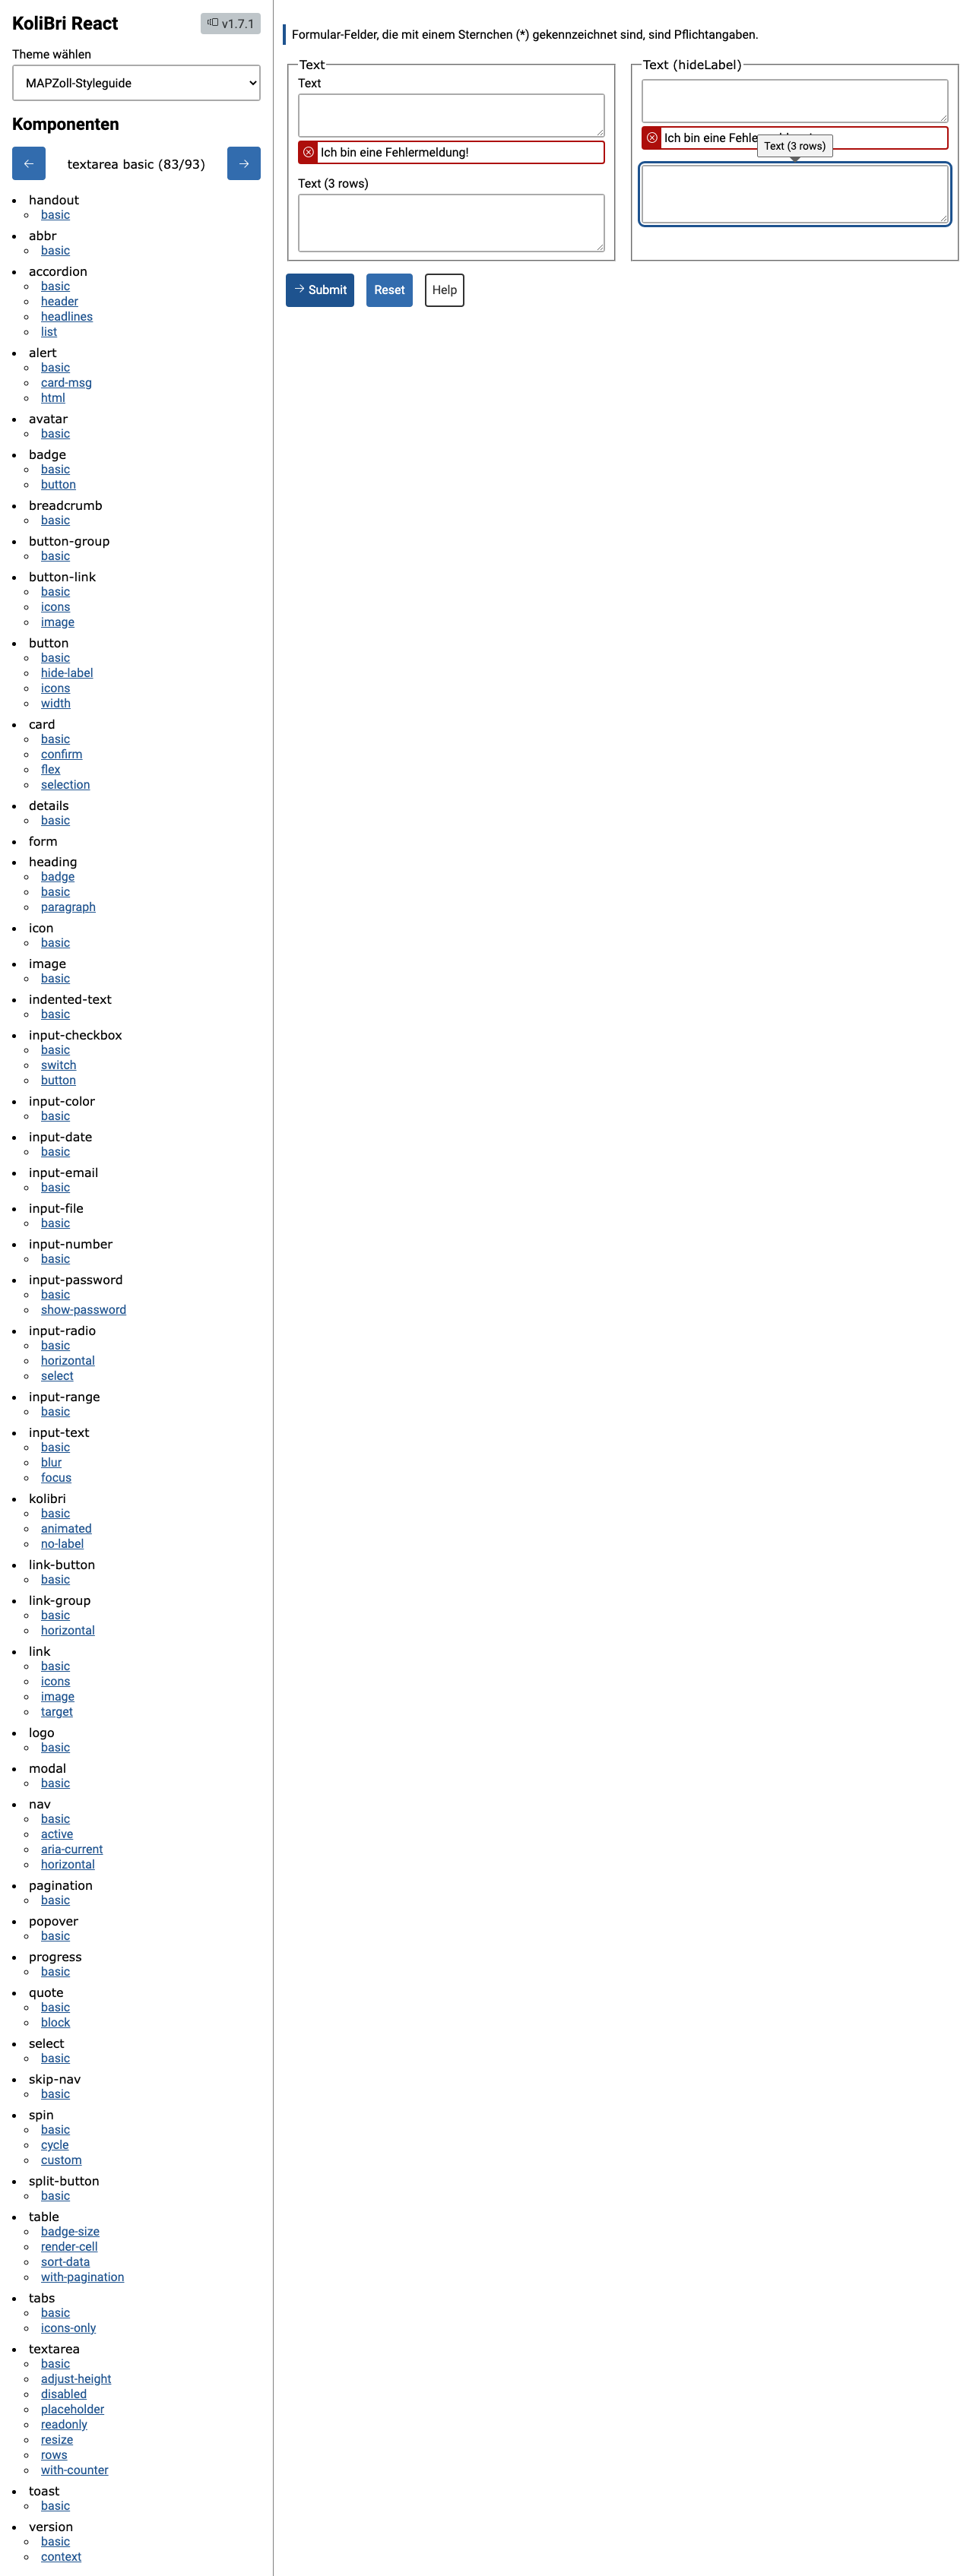 KoliBri React
v1.7.1
Theme wählen
MAPZoll-Styleguide
Komponenten
← textarea basic (83/93) →
handout
basic
abbr
basic
accordion
basic
header
headlines
list
alert
basic
card-msg
html
avatar
basic
badge
basic
button
breadcrumb
basic
button-group
basic
button-link
basic
icons
image
button
basic
hide-label
icons
width
card
basic
confirm
flex
selection
details
basic
form
heading
badge
basic
paragraph
icon
basic
image
basic
indented-text
basic
input-checkbox
basic
switch
button
input-color
basic
input-date
basic
input-email
basic
input-file
basic
input-number
basic
input-password
basic
show-password
input-radio
basic
horizontal
select
input-range
basic
input-text
basic
blur
focus
kolibri
basic
animated
no-label
link-button
basic
link-group
basic
horizontal
link
basic
icons
image
target
logo
basic
modal
basic
nav
basic
active
aria-current
horizontal
pagination
basic
popover
basic
progress
basic
quote
basic
block
select
basic
skip-nav
basic
spin
basic
cycle
custom
split-button
basic
table
badge-size
render-cell
sort-data
with-pagination
tabs
basic
icons-only
textarea
basic
adjust-height
disabled
placeholder
readonly
resize
rows
with-counter
toast
basic
version
basic
context
Formular-Felder, die mit einem Sternchen (*) gekennzeichnet sind, sind Pflichtangaben.
Text
Text
Ich bin eine Fehlermeldung!
Text (3 rows)
Text (hideLabel)
Ich bin eine
Text (3 rows)
→ Submit
Reset
Help